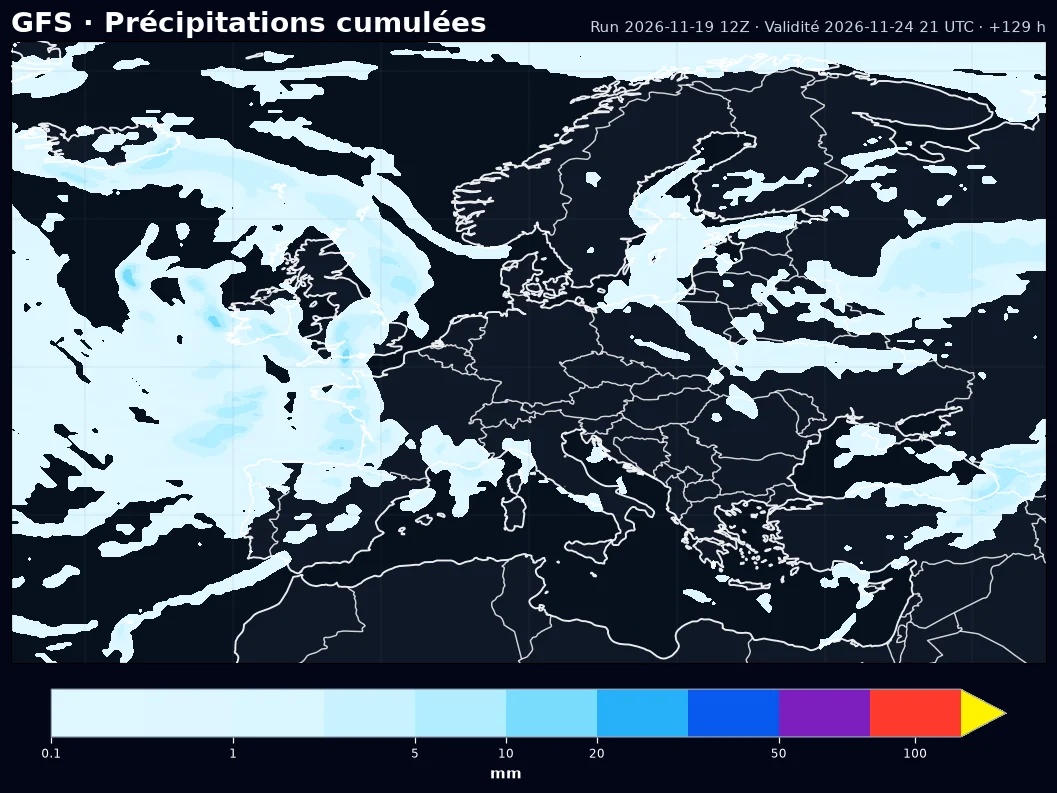 GFS · Précipitations cumulées
Run 2026-11-19 12Z · Validité 2026-11-24 21 UTC · +129 h
0.1 1 5 10 20 50 100
mm